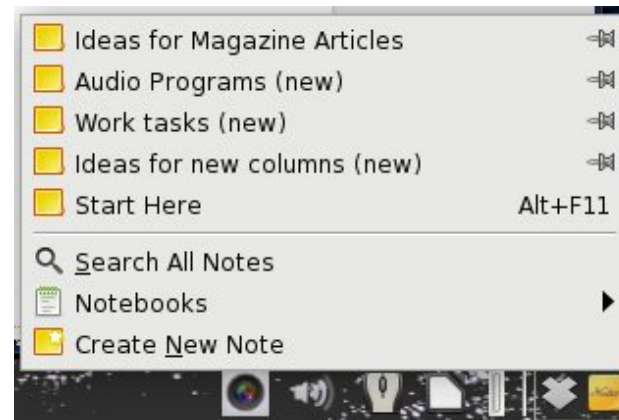 Ideas for Magazine Articles
Audio Programs (new)
Work tasks (new)
Ideas for new columns (new)
Start Here Alt+F11
Search All Notes
Notebooks
Create New Note